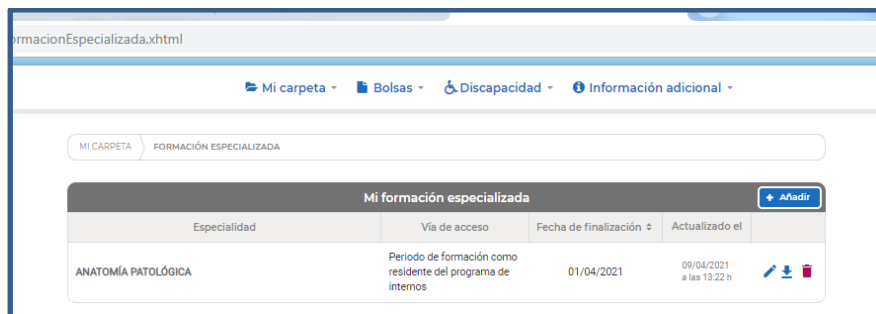 ormacionEspecializada.xhtml
Mi carpeta Bolsas Discapacidad Información adicional
MI CARPETA FORMACIÓN ESPECIALIZADA
Mi formación especializada + Añadir
Especialidad Vía de acceso Fecha de finalización Actualizado el
ANATOMÍA PATOLÓGICA Periodo de formación como residente del programa de internos 01/04/2021 09/04/2021 a las 13:22 h